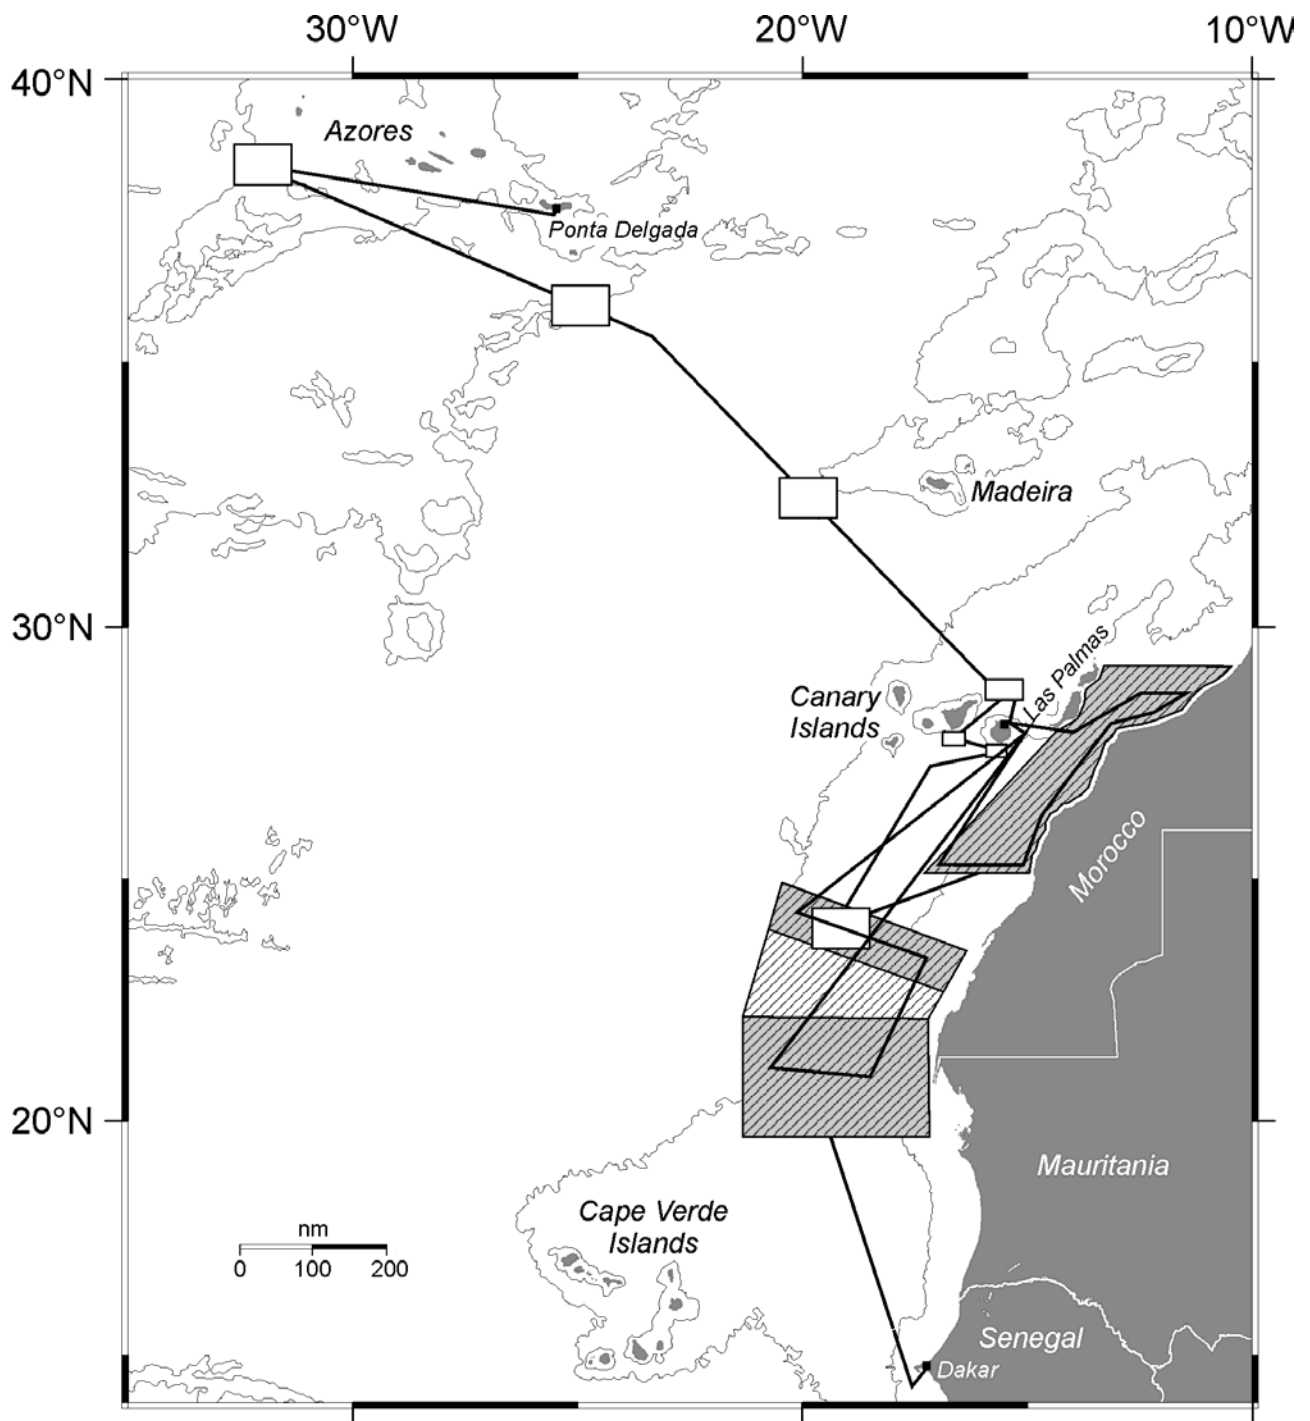 30°W
20°W
10°W
40°N
Azores
Ponta Delgada
Madeira
30°N
Las Palmas
Canary
Islands
Morocco
20°N
Mauritania
Cape Verde
Islands
nm
0 100 200
Senegal
Dakar